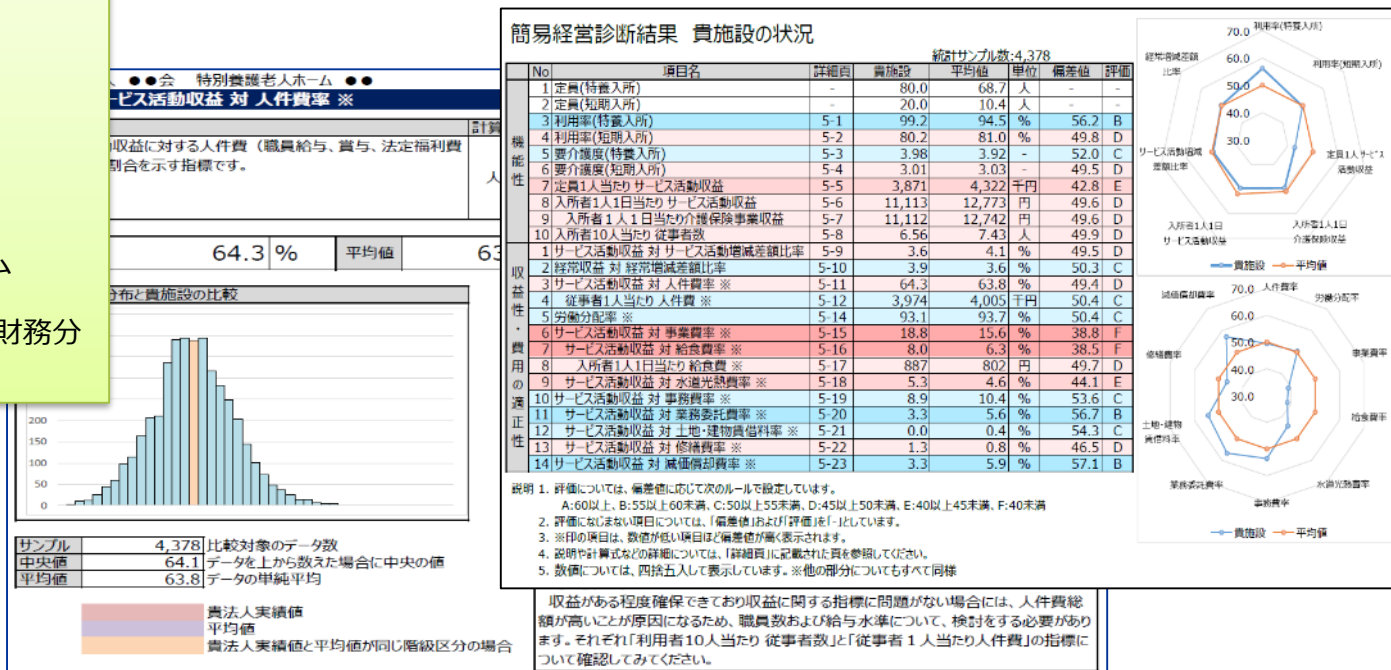 ム
財務分
●●会 特別養護老人ホーム ●●
ービス活動収益 対 人件費率 ※
計算
収益に対する人件費(職員給与、賞与、法定福利費
割合を示す指標です。
人
64.3 % 平均値 63
分布と貴施設の比較
200
150
100
50
0
サンプル 4,378 比較対象のデータ数
中央値 64.1 データを上から数えた場合に中央の値
平均値 63.8 データの単純平均
貴法人実績値
平均値
貴法人実績値と平均値が同じ階級区分の場合
簡易経営診断結果 貴施設の状況
統計サンプル数:4,378
No 項目名 詳細頁 貴施設 平均値 単位 偏差値 評価
機能性
1 定員(特養入所) - 80.0 68.7 人 - -
2 定員(短期入所) - 20.0 10.4 人 - -
3 利用率(特養入所) 5-1 99.2 94.5 % 56.2 B
4 利用率(短期入所) 5-2 80.2 81.0 % 49.8 D
5 要介護度(特養入所) 5-3 3.98 3.92 - 52.0 C
6 要介護度(短期入所) 5-4 3.01 3.03 - 49.5 D
7 定員1人当たり サービス活動収益 5-5 3,871 4,322 千円 42.8 E
8 入所者1人1日当たり サービス活動収益 5-6 11,113 12,773 円 49.6 D
9 入所者1人1日当たり介護保険事業収益 5-7 11,112 12,742 円 49.6 D
10 入所者10人当たり 従事者数 5-8 6.56 7.43 人 49.9 D
収益性・費用の適正性
1 サービス活動収益 対 サービス活動増減差額比率 5-9 3.6 4.1 % 49.5 D
2 経常収益 対 経常増減差額比率 5-10 3.9 3.6 % 50.3 C
3 サービス活動収益 対 人件費率 ※ 5-11 64.3 63.8 % 49.4 D
4 従事者1人当たり 人件費 ※ 5-12 3,974 4,005 千円 50.4 C
5 労働分配率 ※ 5-14 93.1 93.7 % 50.4 C
6 サービス活動収益 対 事業費率 ※ 5-15 18.8 15.6 % 38.8 F
7 サービス活動収益 対 給食費率 ※ 5-16 8.0 6.3 % 38.5 F
8 入所者1人1日当たり 給食費 ※ 5-17 887 802 円 49.7 D
9 サービス活動収益 対 水道光熱費率 ※ 5-18 5.3 4.6 % 44.1 E
10 サービス活動収益 対 事務費率 ※ 5-19 8.9 10.4 % 53.6 C
11 サービス活動収益 対 業務委託費率 ※ 5-20 3.3 5.6 % 56.7 B
12 サービス活動収益 対 土地・建物賃借料率 ※ 5-21 0.0 0.4 % 54.3 C
13 サービス活動収益 対 修繕費率 ※ 5-22 1.3 0.8 % 46.5 D
14 サービス活動収益 対 減価償却費率 ※ 5-23 3.3 5.9 % 57.1 B
説明 1. 評価については、偏差値に応じて次のルールで設定しています。
A:60以上、B:55以上60未満、C:50以上55未満、D:45以上50未満、E:40以上45未満、F:40未満
2. 評価になじまない項目については、「偏差値」および「評価」を「-」としています。
3. ※印の項目は、数値が低い項目ほど偏差値が高く表示されます。
4. 説明や計算式などの詳細については、「詳細頁」に記載された頁を参照してください。
5. 数値については、四捨五入して表示しています。※他の部分についてもすべて同様
利用率(特養入所)
70.0
60.0
50.0
40.0
30.0
経常増減差額
比率
利用率(短期入所)
サービス活動増減
差額比率
定員1人サービス
活動収益
入所者1人1日
サービス活動収益
入所者1人1日
介護保険収益
貴施設 平均値
70.0 人件費率
60.0
50.0
40.0
30.0
減価償却費率
労働分配率
修繕費率
事業費率
土地・建物
賃借料率
給食費率
業務委託費率
水道光熱費率
事務費率
貴施設 平均値
収益がある程度確保できており収益に関する指標に問題がない場合には、人件費総
額が高いことが原因になるため、職員数および給与水準について、検討をする必要があり
ます。それぞれ「利用者10人当たり 従事者数」と「従事者1人当たり人件費」の指標に
ついて確認してみてください。